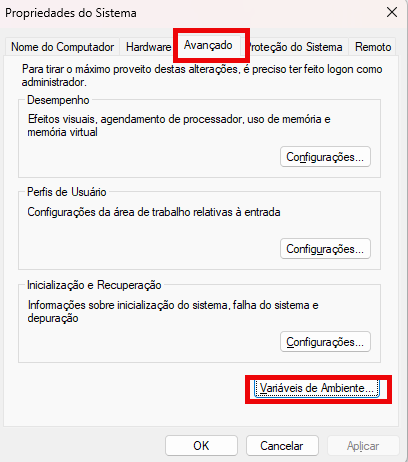 Propriedades do Sistema
Nome do Computador Hardware Avançado Proteção do Sistema Remoto
Para tirar o máximo proveito destas alterações, é preciso ter feito logon como
administrador.
Desempenho
Efeitos visuais, agendamento de processador, uso de memória e
memória virtual
Configurações...
Perfis de Usuário
Configurações da área de trabalho relativas à entrada
Configurações...
Inicialização e Recuperação
Informações sobre inicialização do sistema, falha do sistema e
depuração
Configurações...
Variáveis de Ambiente...
OK Cancelar Aplicar